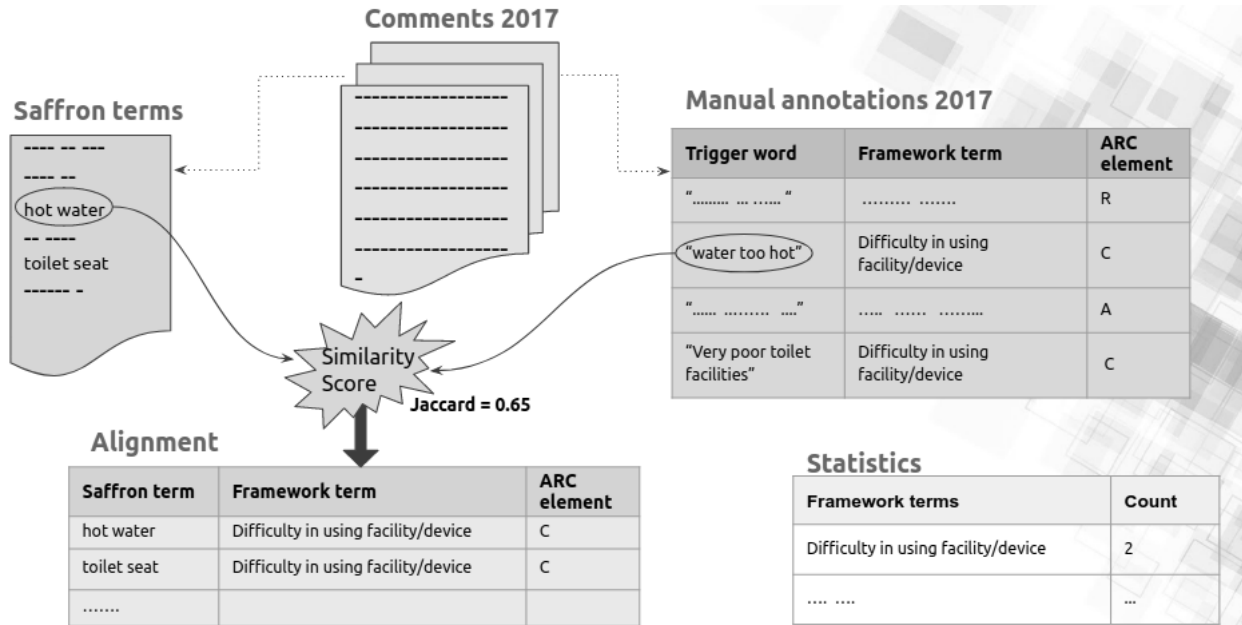 Comments 2017
Saffron terms
---- -- ---
---- --
hot water
-- ----
toilet seat
------ -
--------------------
--------------------
--------------------
--------------------
--------------------
--------------------
-
Manual annotations 2017
Trigger word Framework term ARC element
"......... ... ...... " ......... ....... R
"water too hot" Difficulty in using facility/device C
"...... ......... ...." ..... ...... ......... A
"Very poor toilet facilities" Difficulty in using facility/device C
Similarity
Score
Jaccard = 0.65
Alignment
Saffron term Framework term ARC element
hot water Difficulty in using facility/device C
toilet seat Difficulty in using facility/device C
.......
Statistics
Framework terms Count
Difficulty in using facility/device 2
.... .... ...